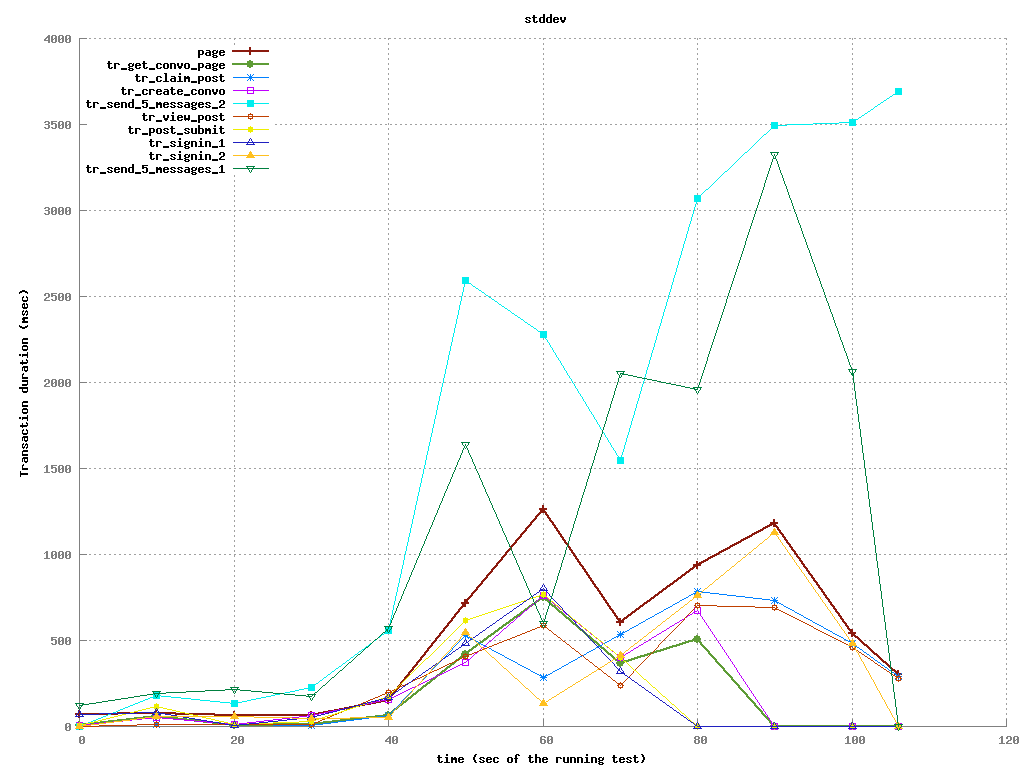 stddev
4000
3500
3000
2500
2000
1500
1000
500
0
Transaction duration (msec)
page
tr_get_convo_page
tr_claim_post
tr_create_convo
tr_send_5_messages_2
tr_view_post
tr_post_submit
tr_signin_1
tr_signin_2
tr_send_5_messages_1
0 20 40 60 80 100 120
time (sec of the running test)